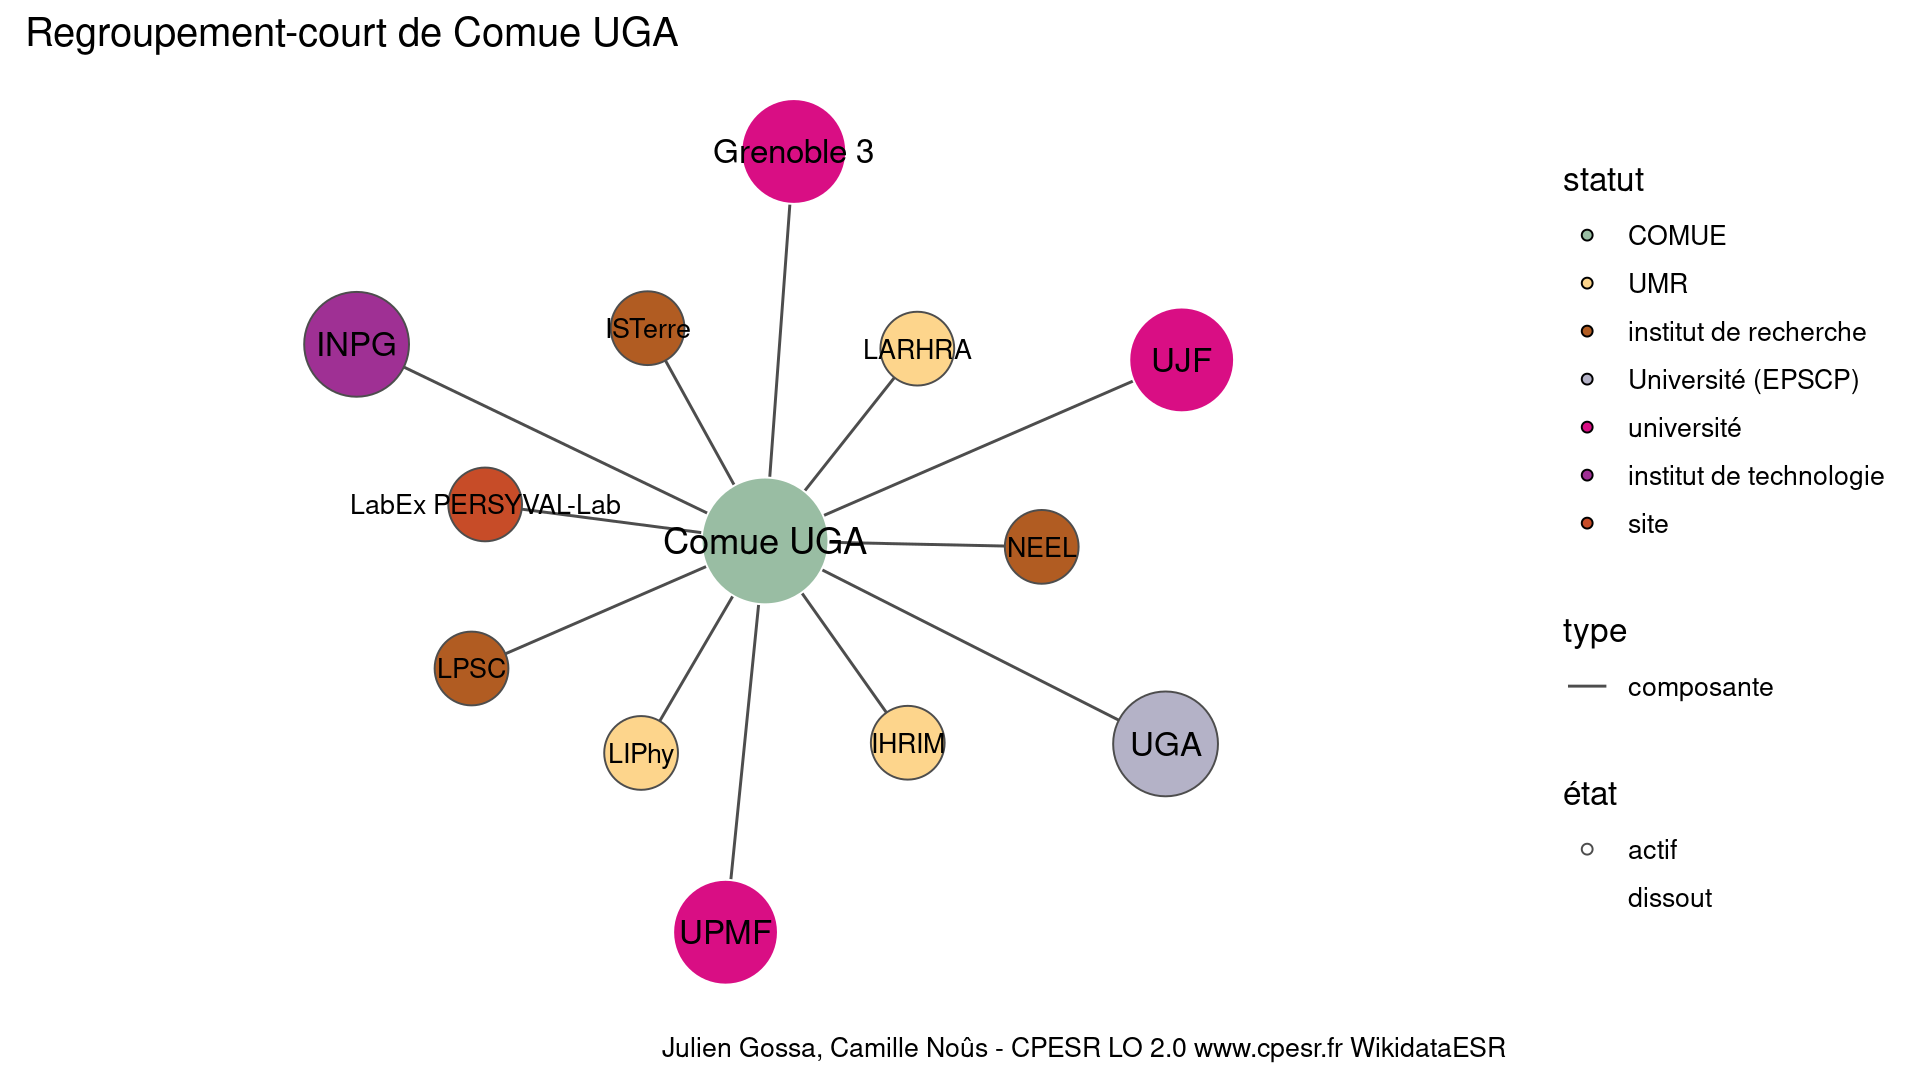 Regroupement-court de Comue UGA
Grenoble 3
INPG
ISTerre
LARHRA
UJF
LabEx PERSYVAL-Lab
Comue UGA
NEEL
LPSC
LIPhy
IHRIM
UGA
UPMF
statut
COMUE
UMR
institut de recherche
Université (EPSCP)
université
institut de technologie
site
type
composante
état
actif
dissout
Julien Gossa, Camille Noûs - CPESR LO 2.0 www.cpesr.fr WikidataESR